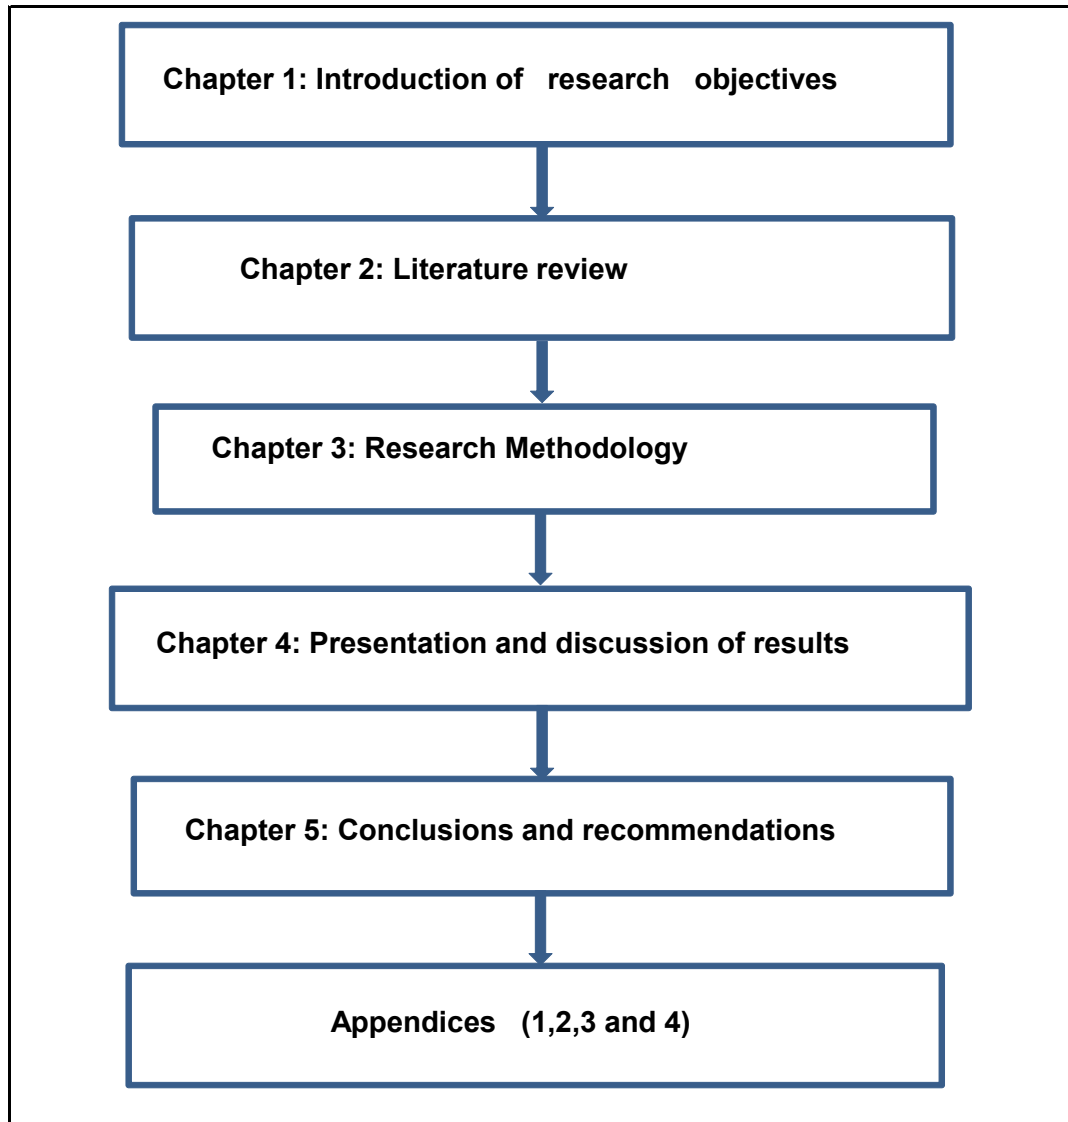 Chapter 1: Introduction of research objectives
Chapter 2: Literature review
Chapter 3: Research Methodology
Chapter 4: Presentation and discussion of results
Chapter 5: Conclusions and recommendations
Appendices (1,2,3 and 4)